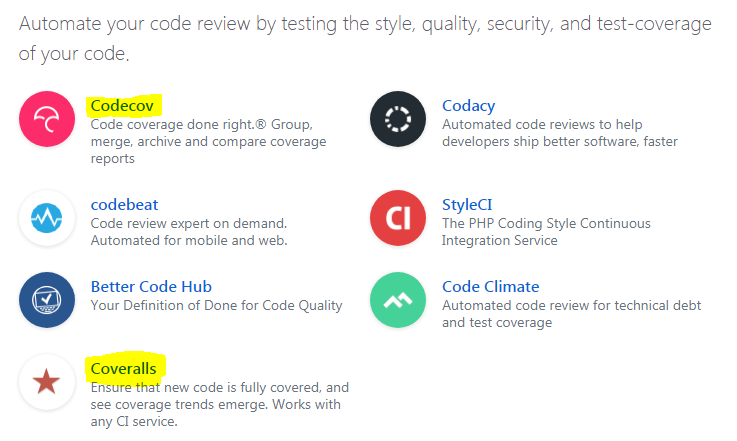 Automate your code review by testing the style, quality, security, and test-coverage
of your code.
Codecov
Code coverage done right.® Group,
merge, archive and compare coverage
reports
Codacy
Automated code reviews to help
developers ship better software, faster
codebeat
Code review expert on demand.
Automated for mobile and web.
CI
StyleCI
The PHP Coding Style Continuous
Integration Service
Better Code Hub
Your Definition of Done for Code Quality
Code Climate
Automated code review for technical debt
and test coverage
Coveralls
Ensure that new code is fully covered, and
see coverage trends emerge. Works with
any CI service.